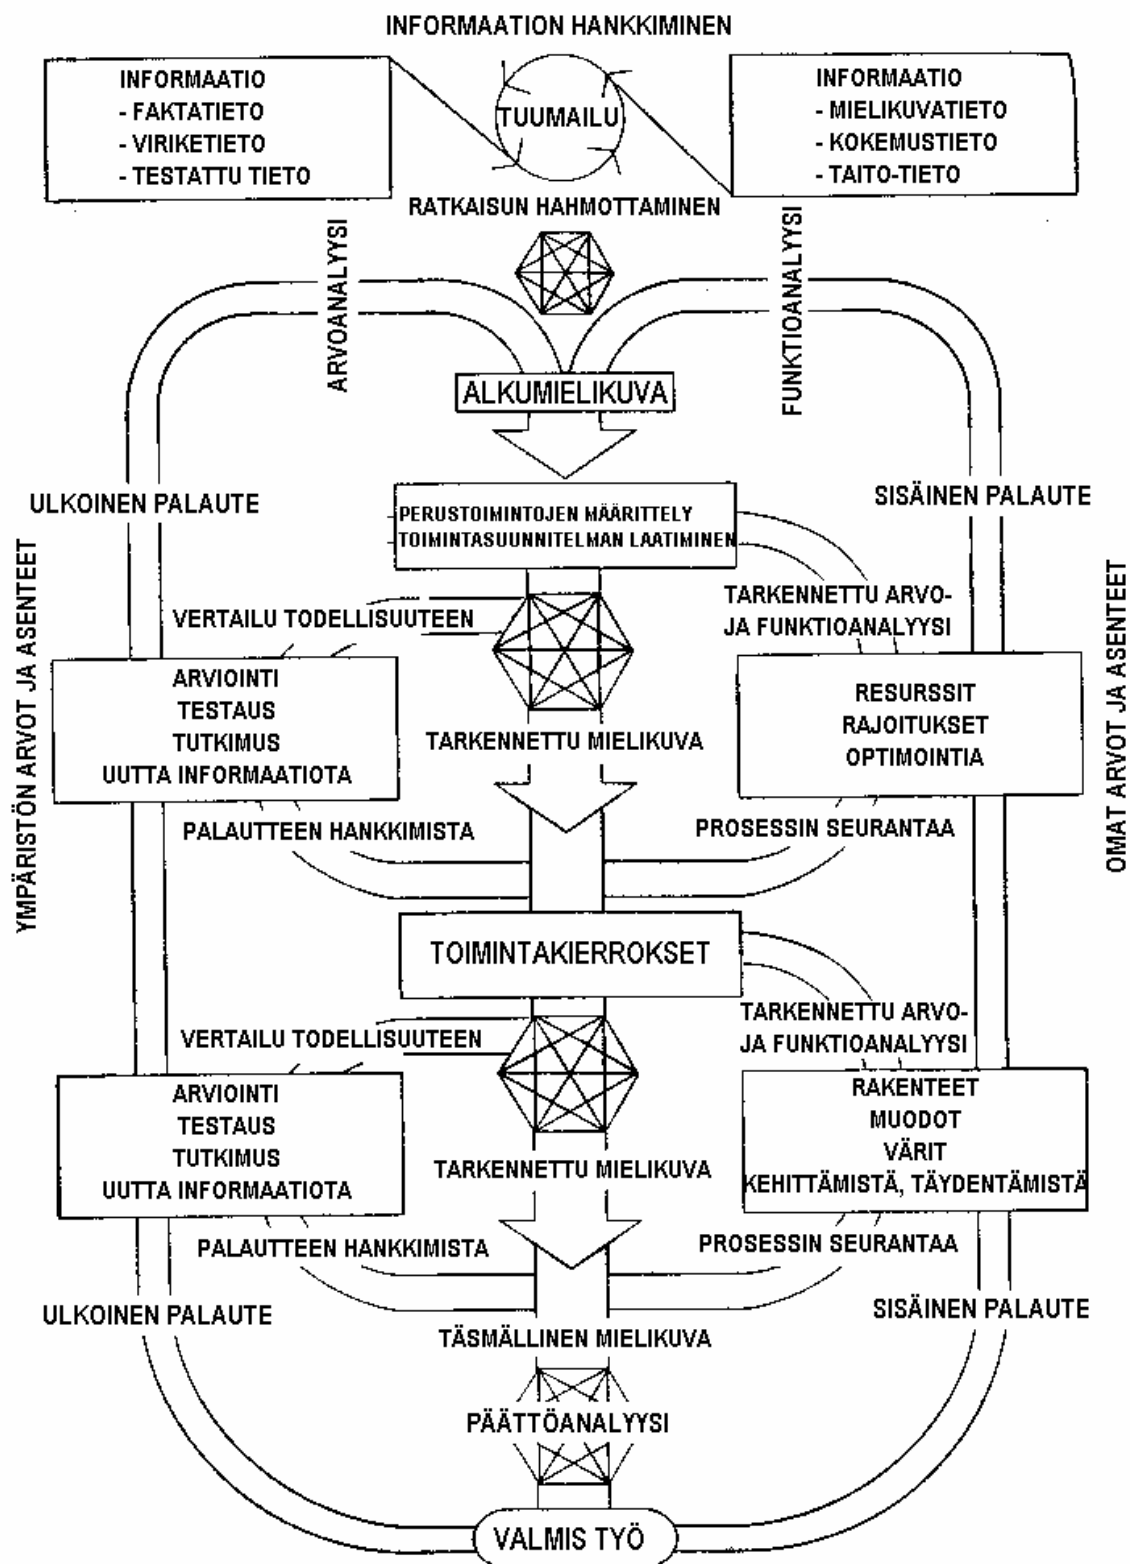 INFORMAATION HANKKIMINEN
INFORMAATIO
- FAKTATIETO
- VIRIKETIETO
- TESTATTU TIETO
TUUMAILU
INFORMAATIO
- MIELIKUVATIETO
- KOKEMUSTIETO
- TAITO-TIETO
RATKAISUN HAHMOTTAMINEN
ARVOANALYYSI
FUNKTIOANALYYSI
ALKUMIELIKUVA
ULKOINEN PALAUTE
SISÄINEN PALAUTE
PERUSTOIMINTOJEN MÄÄRITTELY
TOIMINTASUUNNITELMAN LAATIMINEN
YMPÄRISTÖN ARVOT JA ASENTEET
OMAT ARVOT JA ASENTEET
VERTAILU TODELLISUUTEEN
TARKENNETTU ARVO-
JA FUNKTIOANALYYSI
ARVIOINTI
TESTAUS
TUTKIMUS
UUTTA INFORMAATIOTA
RESURSSIT
RAJOITUKSET
OPTIMOINTIA
TARKENNETTU MIELIKUVA
PALAUTTEEN HANKKIMISTA
PROSESSIN SEURANTAA
TOIMINTAKIERROKSET
VERTAILU TODELLISUUTEEN
TARKENNETTU ARVO-
JA FUNKTIOANALYYSI
ARVIOINTI
TESTAUS
TUTKIMUS
UUTTA INFORMAATIOTA
RAKENTEET
MUODOT
VÄRIT
KEHITTÄMISTÄ, TÄYDENTÄMISTÄ
TARKENNETTU MIELIKUVA
PALAUTTEEN HANKKIMISTA
PROSESSIN SEURANTAA
ULKOINEN PALAUTE
SISÄINEN PALAUTE
TÄSMÄLLINEN MIELIKUVA
PÄÄTTÖANALYYSI
VALMIS TYÖ